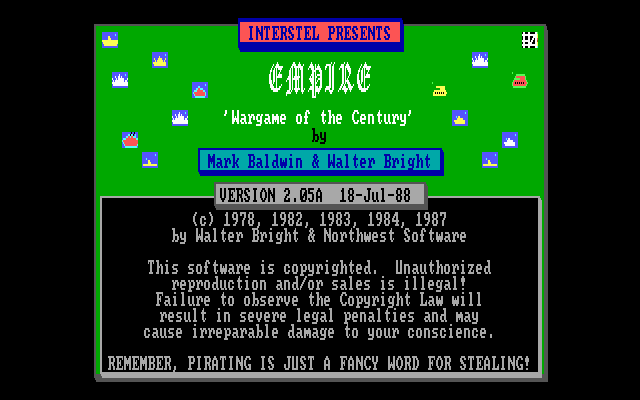 INTERSTEL PRESENTS
EMPIRE
'Wargame of the Century'
by
Mark Baldwin & Walter Bright
VERSION 2.05A 18-Jul-88
(c) 1978, 1982, 1983, 1984, 1987
by Walter Bright & Northwest Software
This software is copyrighted. Unauthorized
reproduction and/or sales is illegal!
Failure to observe the Copyright Law will
result in severe legal penalties and may
cause irreparable damage to your conscience.
REMEMBER, PIRATING IS JUST A FANCY WORD FOR STEALING!